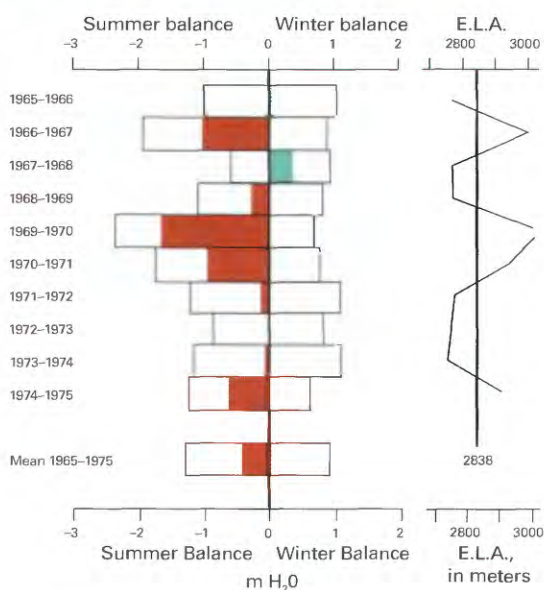 Summer balance Winter balance E.L.A.
–3 –2 –1 0 1 2 2800 3000
1965–1966
1966–1967
1967–1968
1968–1969
1969–1970
1970–1971
1971–1972
1972–1973
1973–1974
1974–1975
Mean 1965–1975 2838
–3 –2 –1 0 1 2 2800 3000
Summer Balance Winter Balance E.L.A.,
in meters
m H₂0